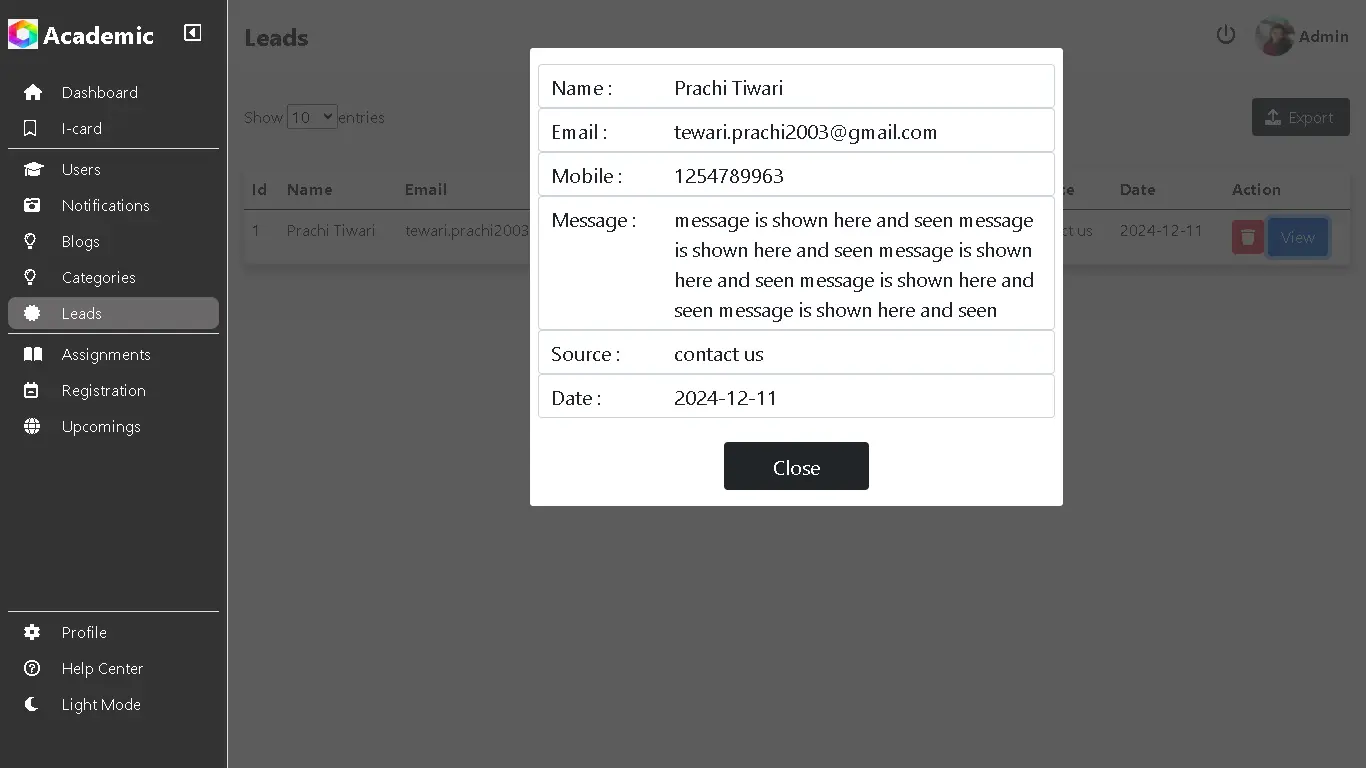 Academic
Dashboard
I-card
Users
Notifications
Blogs
Categories
Leads
Assignments
Registration
Upcomings
Profile
Help Center
Light Mode
Leads
Admin
Show 10 entries
Export
Id Name Email ce Date Action
1 Prachi Tiwari tewari.prachi2003 ct us 2024-12-11 View
Name : Prachi Tiwari
Email : tewari.prachi2003@gmail.com
Mobile : 1254789963
Message : message is shown here and seen message
is shown here and seen message is shown
here and seen message is shown here and
seen message is shown here and seen
Source : contact us
Date : 2024-12-11
Close